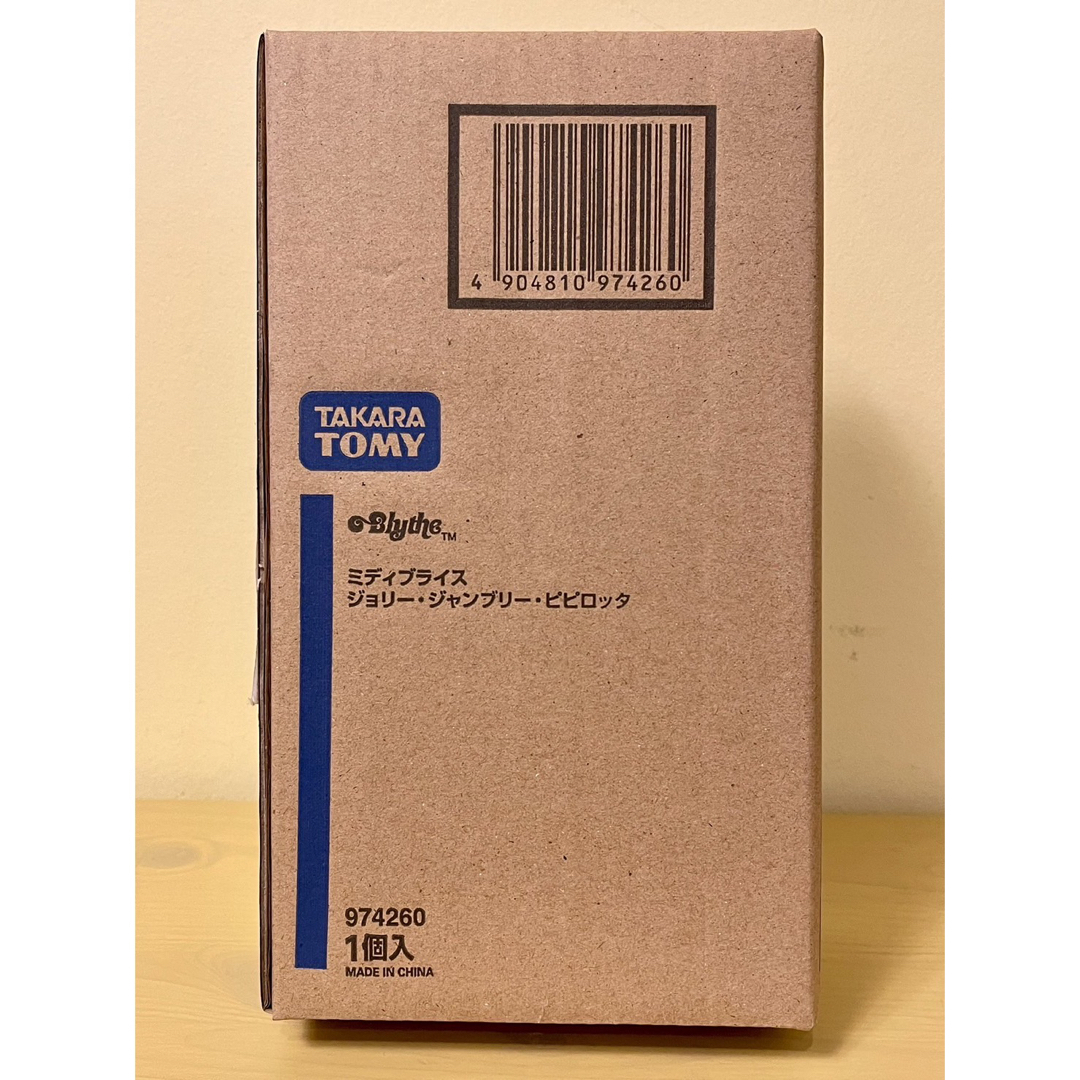 4 904810 974260
TAKARA
TOMY
Blythe TM
ミディブライス
ジョリー・ジャンブリー・ピピロッタ
974260
1個入
MADE IN CHINA